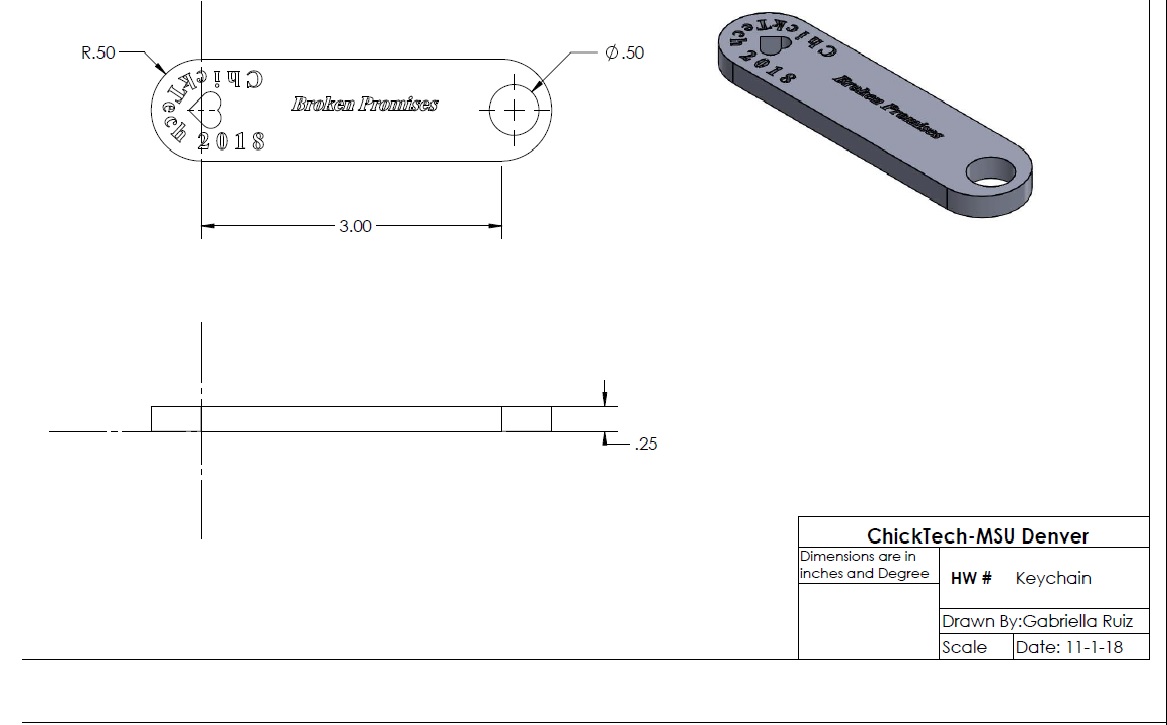 R.50
Ø.50
ChickTech 2018
Broken Promises
3.00
ChickTech 2018
Broken Promises
.25
ChickTech-MSU Denver
Dimensions are in
inches and Degree
HW # Keychain
Drawn By:Gabriella Ruiz
Scale
Date: 11-1-18